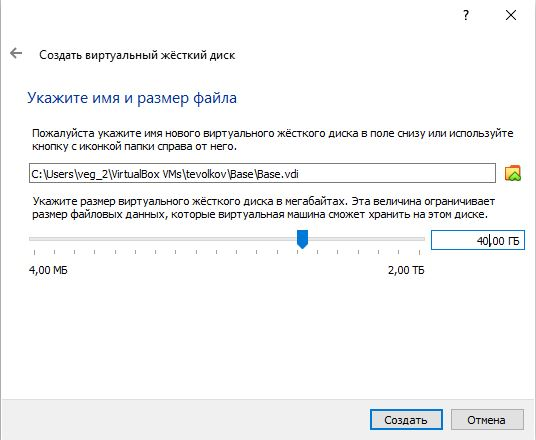 ?
Создать виртуальный жёсткий диск
Укажите имя и размер файла
Пожалуйста укажите имя нового виртуального жёсткого диска в поле снизу или используйте
кнопку с иконкой папки справа от него.
C:\Users\veg_2\VirtualBox VMs\tevolkov\Base\Base.vdi
Укажите размер виртуального жёсткого диска в мегабайтах. Эта величина ограничивает
размер файловых данных, которые виртуальная машина сможет хранить на этом диске.
40,00 ГБ
4,00 МБ 2,00 ТБ
Создать Отмена